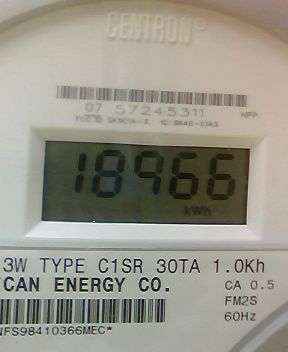 CENTRON®
07 57245311 HPP
18966
kWh
3W TYPE C1SR 30TA 1.0Kh
CAN ENERGY CO.
CA 0.5
FM2S
60Hz
NFS98410366MEC*